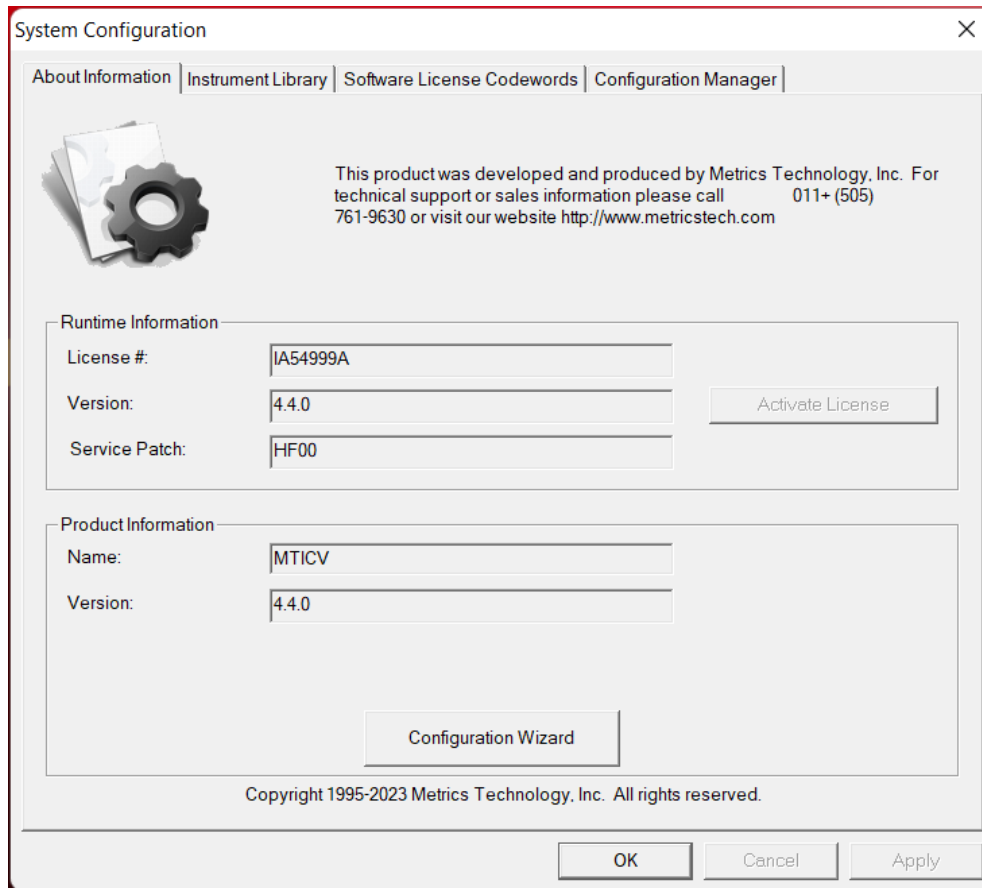 System Configuration
About Information
Instrument Library
Software License Codewords
Configuration Manager
This product was developed and produced by Metrics Technology, Inc. For
technical support or sales information please call 011+ (505)
761-9630 or visit our website http://www.metricstech.com
Runtime Information
License #:
IA54999A
Version:
4.4.0
Activate License
Service Patch:
HF00
Product Information
Name:
MTICV
Version:
4.4.0
Configuration Wizard
Copyright 1995-2023 Metrics Technology, Inc. All rights reserved.
OK
Cancel
Apply